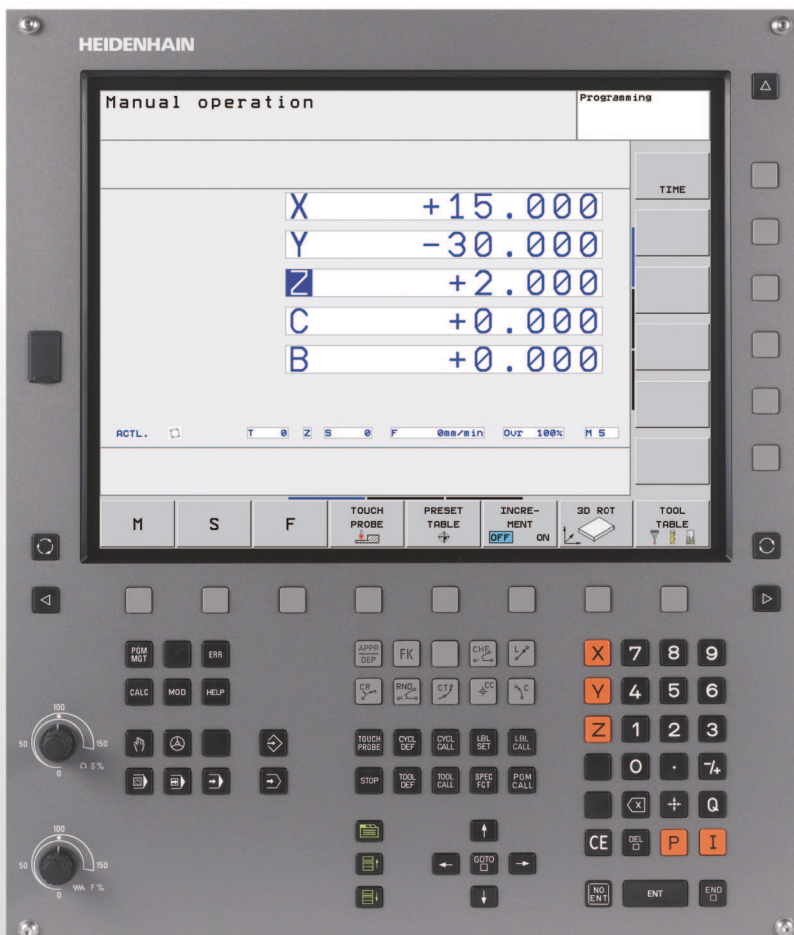 HEIDENHAIN
Manual operation
Programming
TIME
X +15.000
Y -30.000
Z +2.000
C +0.000
B +0.000
ACTL. T 0 Z S 0 F 0mm/min Ovr 100% M 5
M S F TOUCH PROBE PRESET TABLE INCRE-MENT OFF ON 3D ROT TOOL TABLE
PGM MGT ERR APPR DEP FK CHF L X 7 8 9
CALC MOD HELP CR RND CT CC C Y 4 5 6
TOUCH PROBE CYCL DEF CYCL CALL LBL SET LBL CALL Z 1 2 3
STOP TOOL DEF TOOL CALL SPEC FCT PGM CALL 0 . -/+
X Q
GOTO CE DEL P I
NO ENT ENT END
100
50 150
0 S %
100
50 150
0 F %